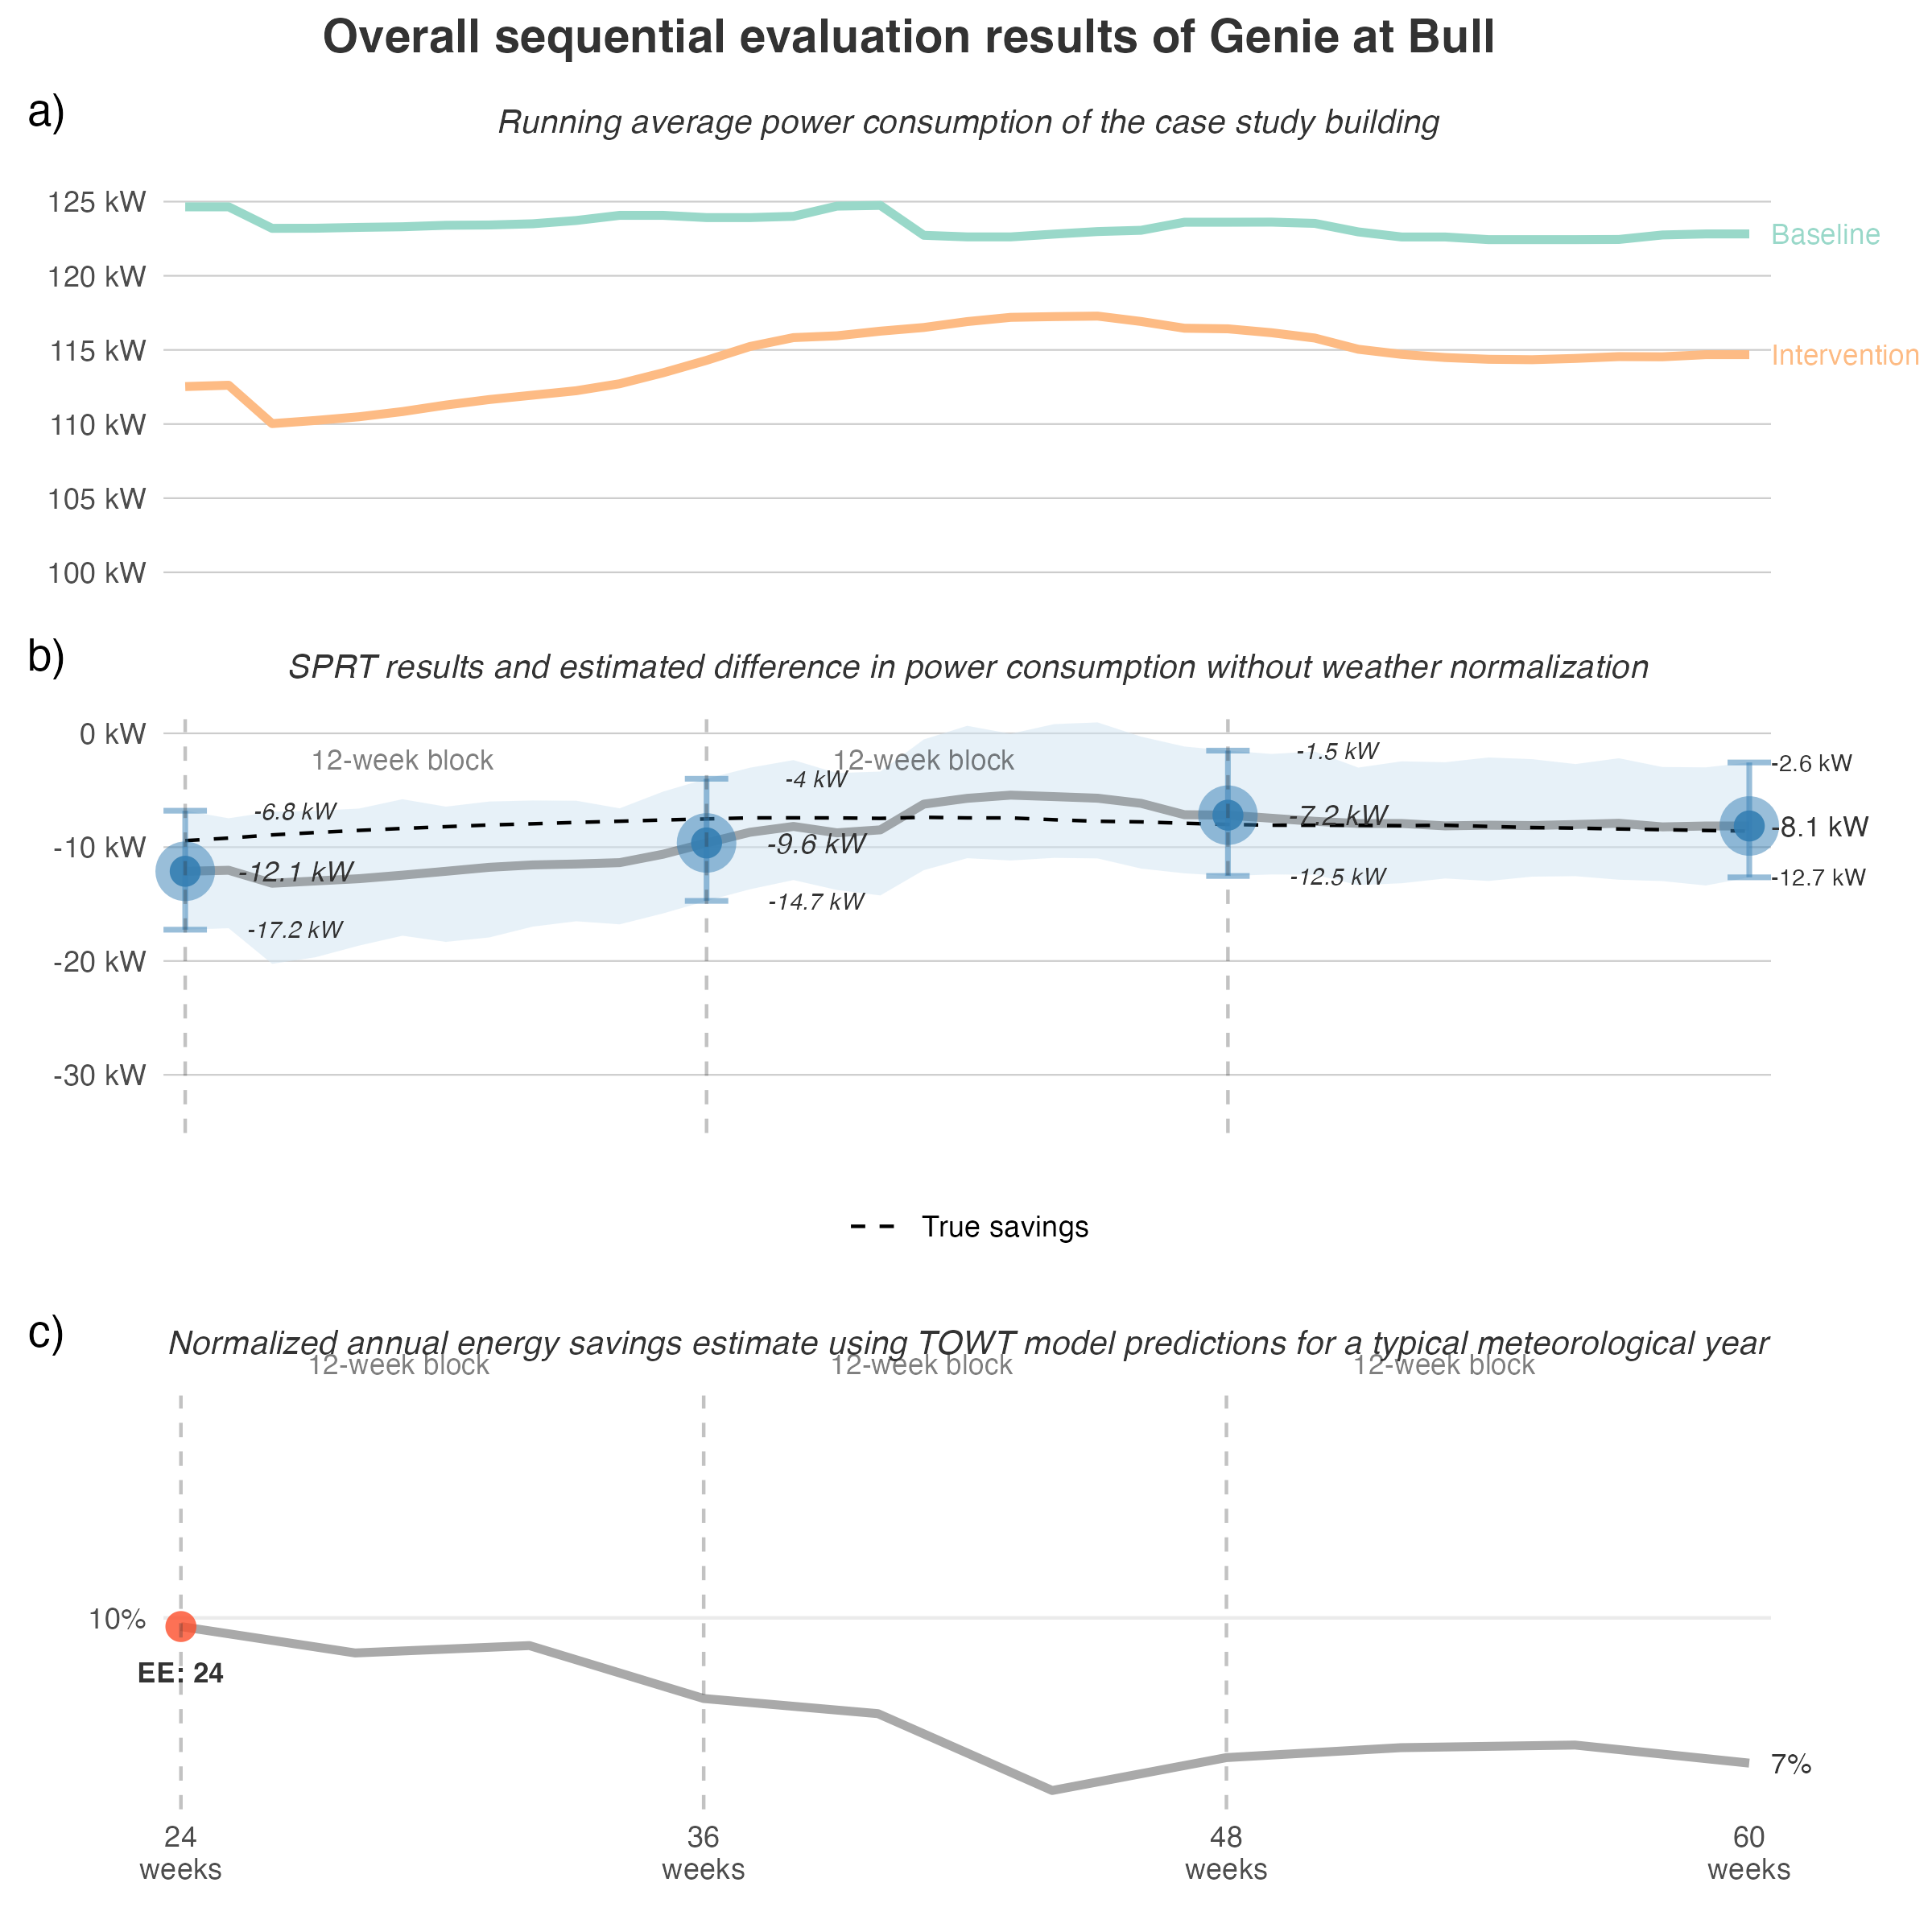 Overall sequential evaluation results of Genie at Bull
a)
Running average power consumption of the case study building
125 kW
120 kW
115 kW
110 kW
105 kW
100 kW
Baseline
Intervention
b)
SPRT results and estimated difference in power consumption without weather normalization
0 kW
-10 kW
-20 kW
-30 kW
12-week block
12-week block
-6.8 kW
-12.1 kW
-17.2 kW
-4 kW
-9.6 kW
-14.7 kW
-1.5 kW
-7.2 kW
-12.5 kW
-2.6 kW
-8.1 kW
-12.7 kW
True savings
c)
Normalized annual energy savings estimate using TOWT model predictions for a typical meteorological year
12-week block
12-week block
12-week block
10%
EE: 24
7%
24
weeks
36
weeks
48
weeks
60
weeks